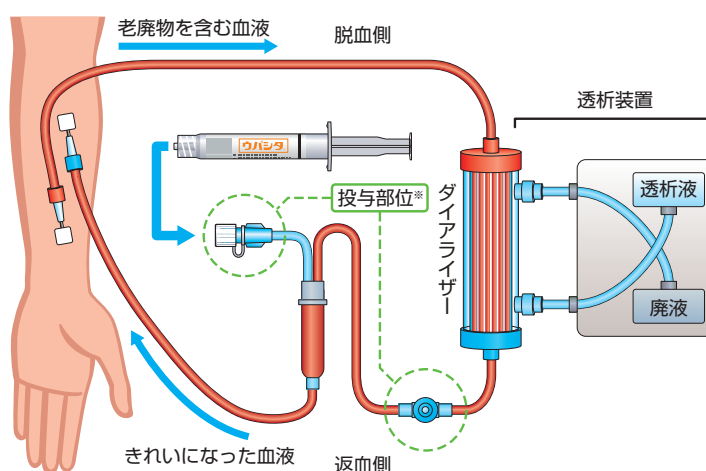 老廃物を含む血液
脱血側
透析装置
ウパシタ
投与部位※
ダイアライザー
透析液
廃液
きれいになった血液
返血側